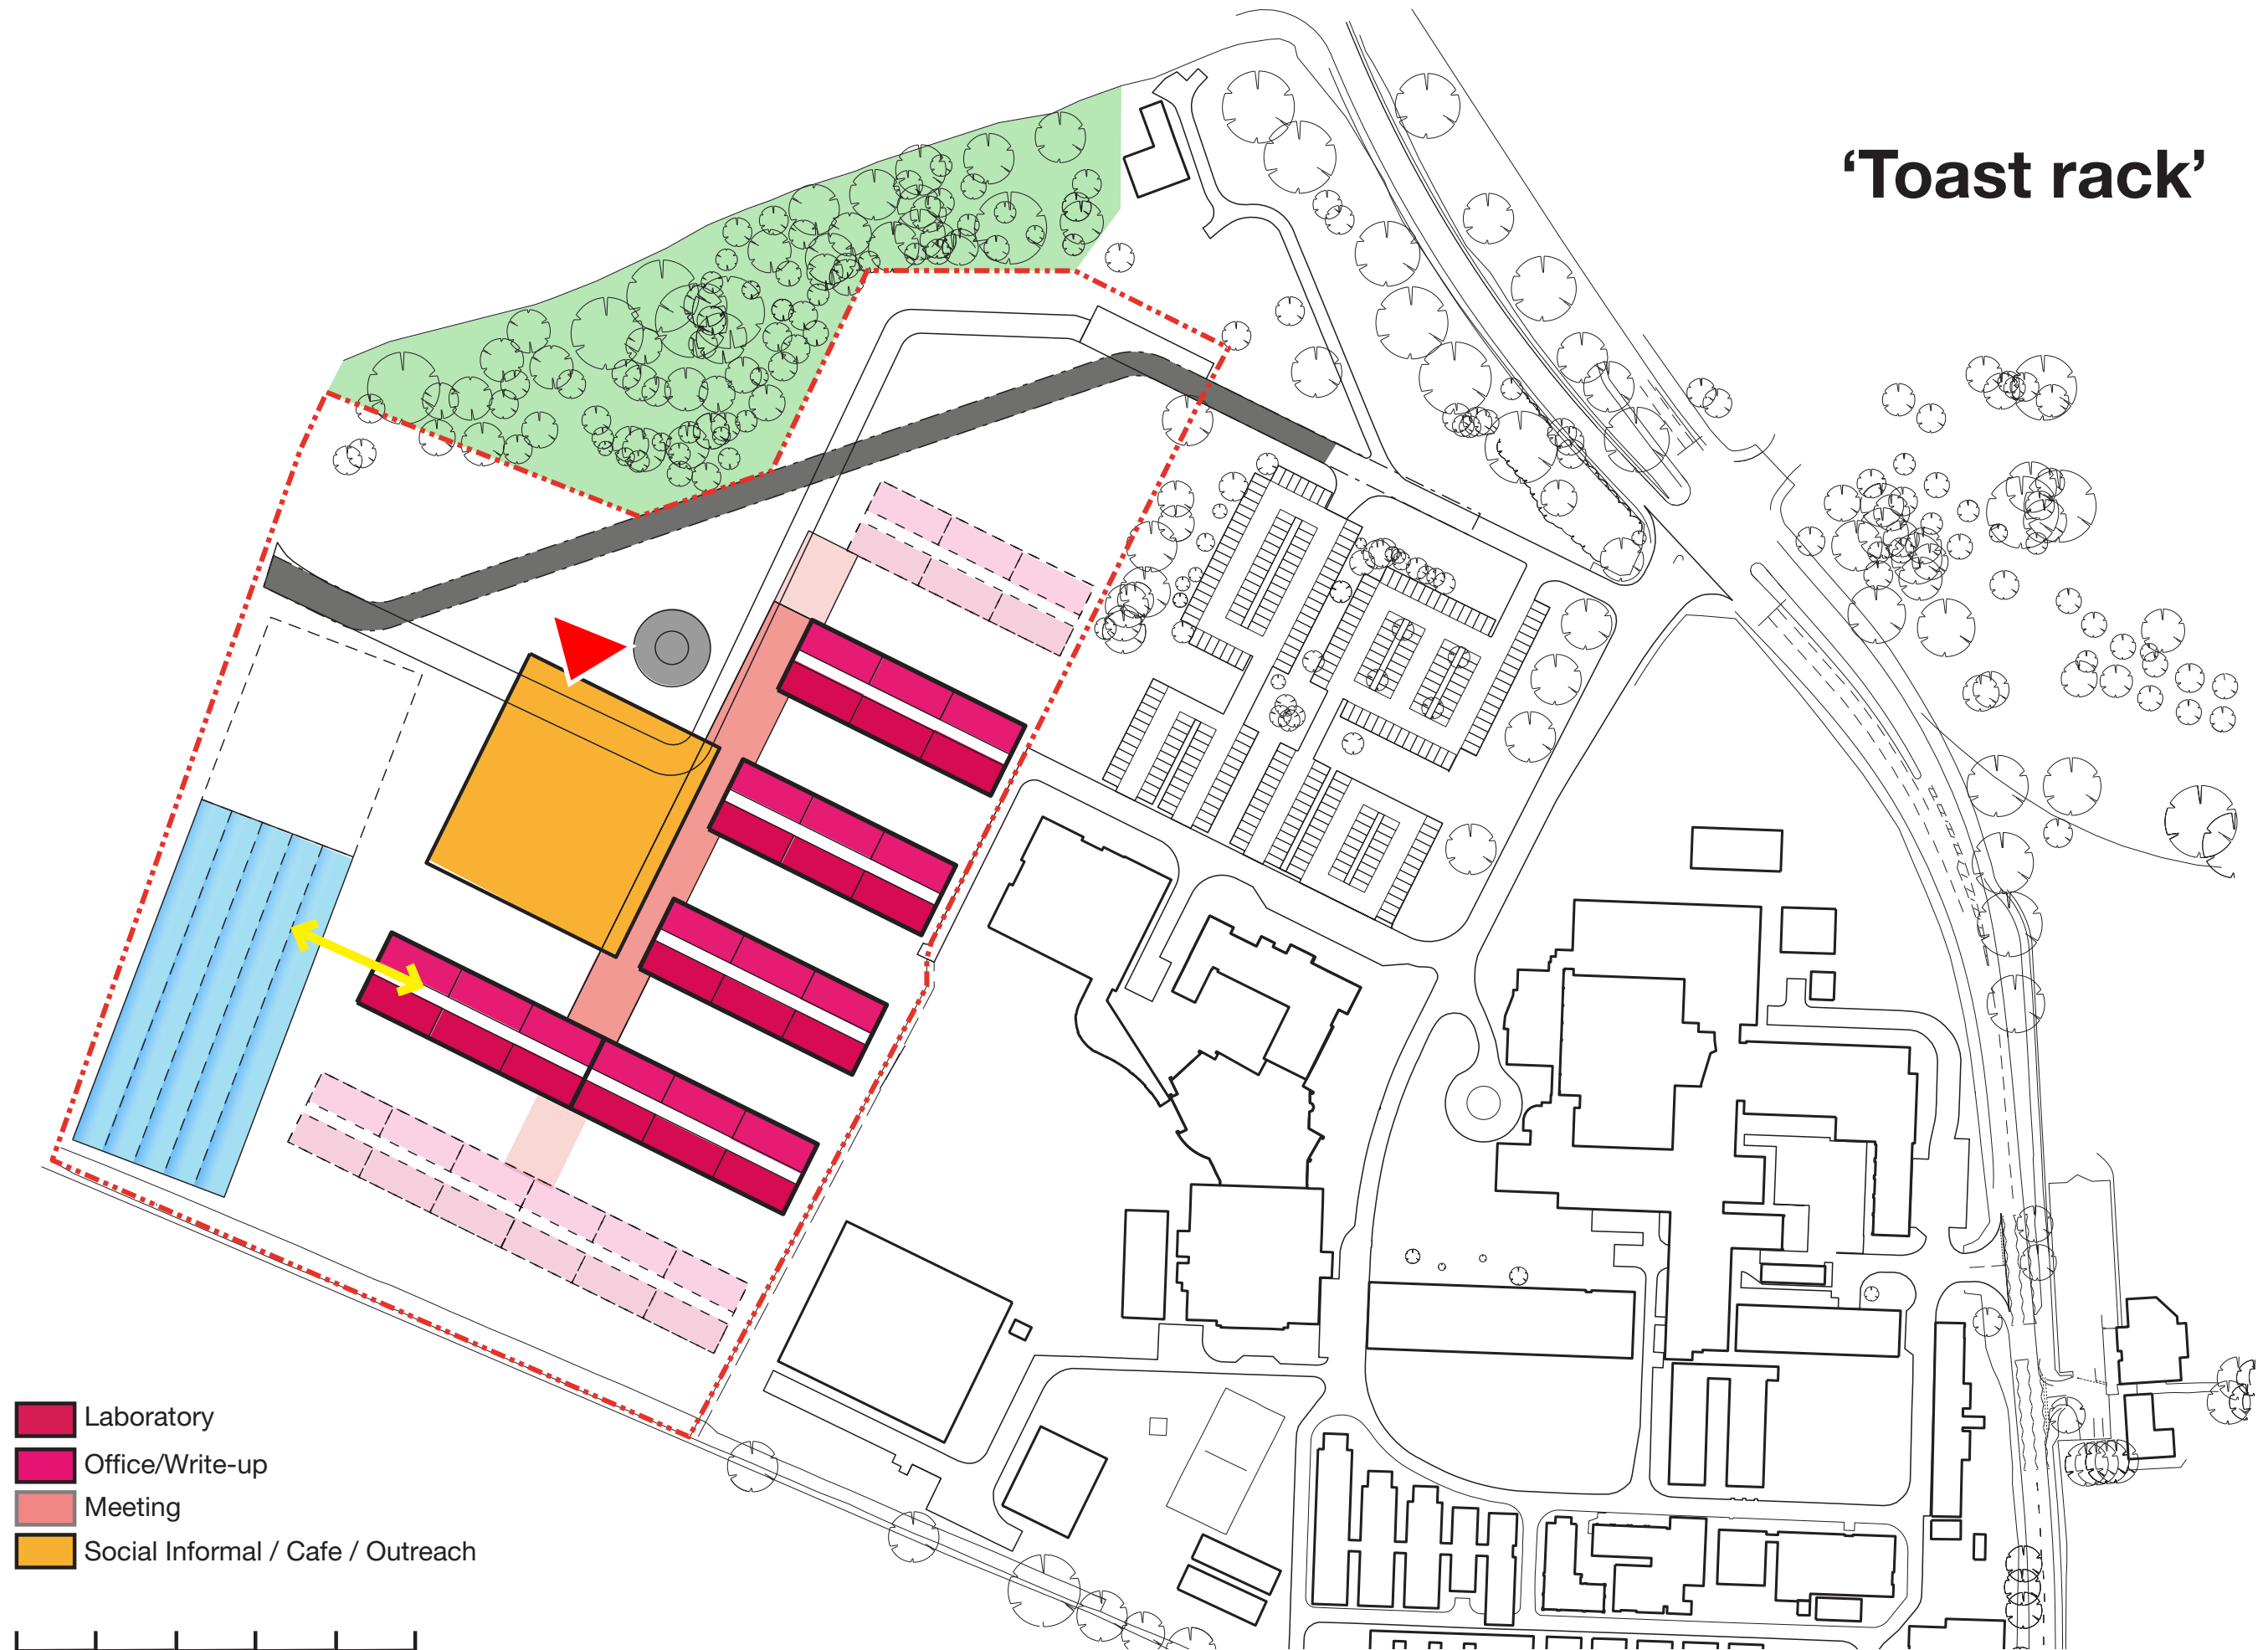 ‘Toast rack’
Laboratory
Office/Write-up
Meeting
Social Informal / Cafe / Outreach